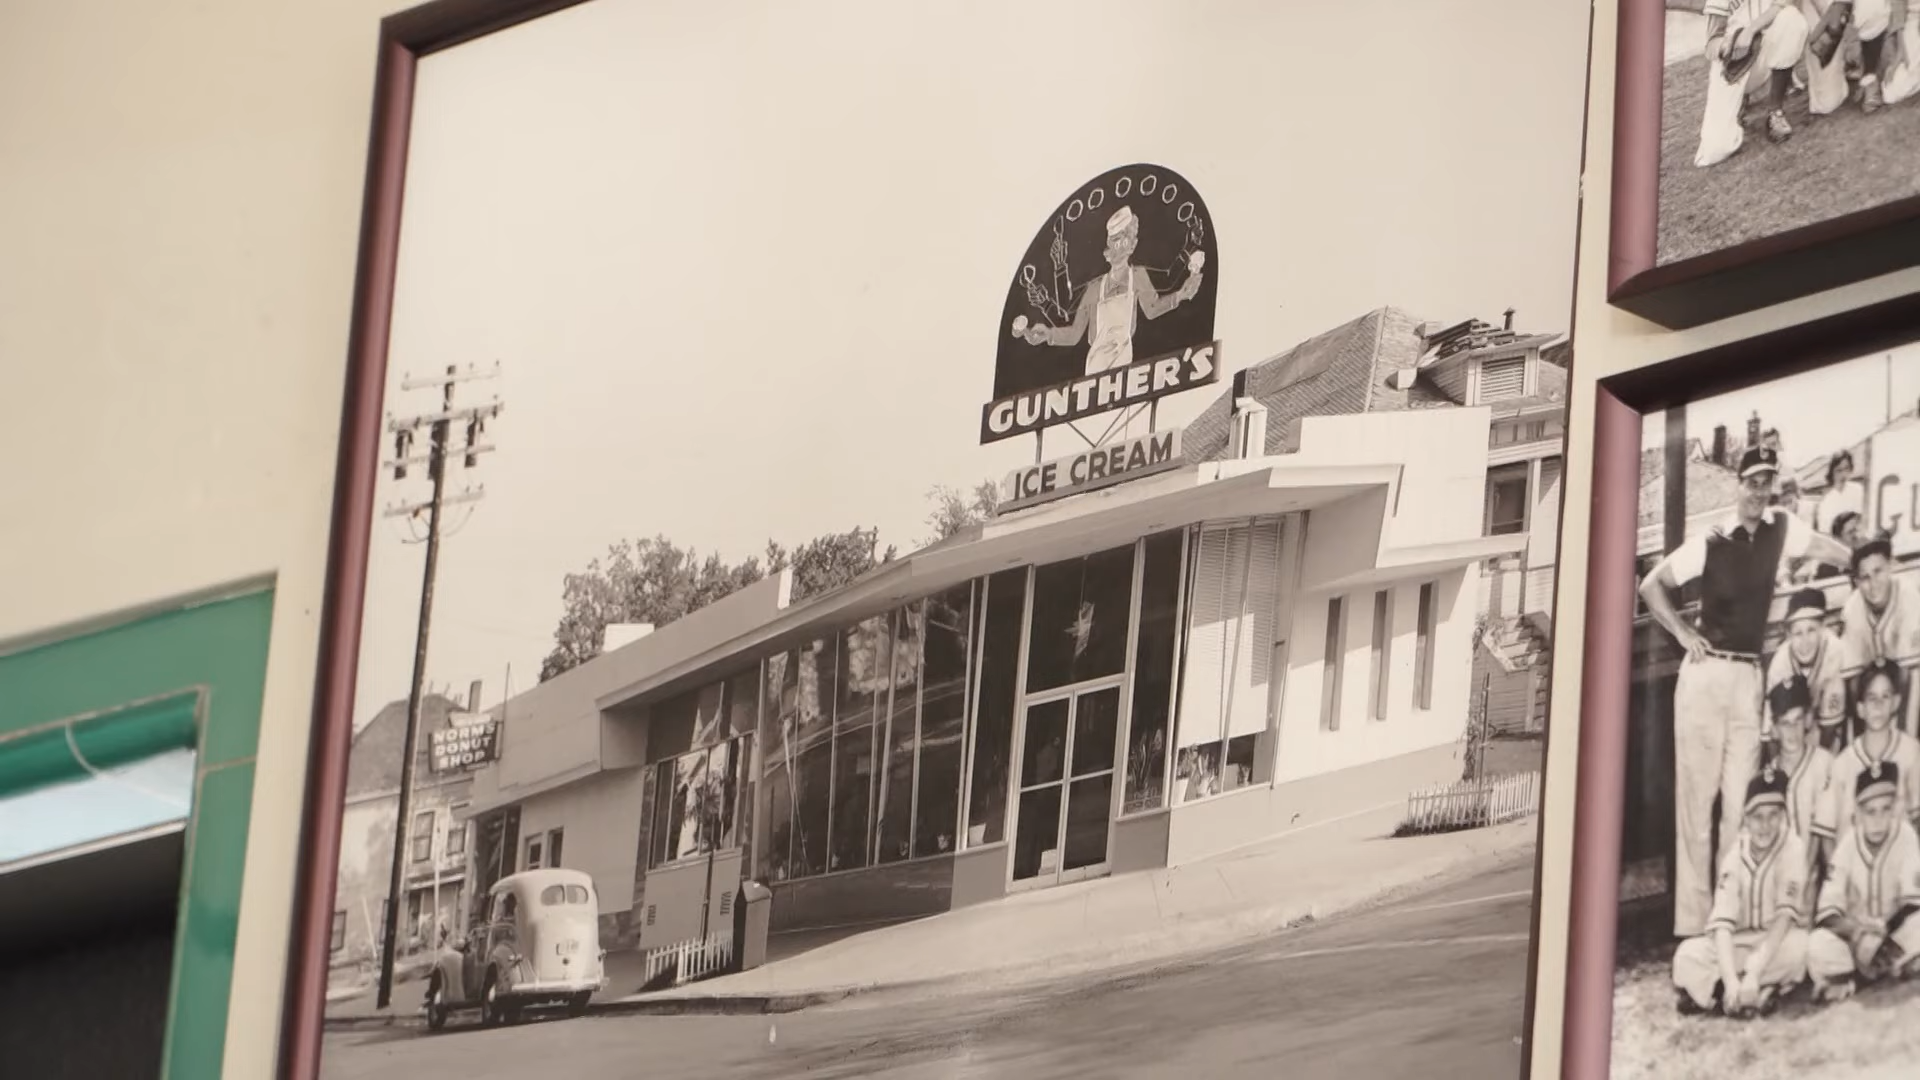 GUNTHER'S
ICE CREAM
NORM'S
DONUT
SHOP